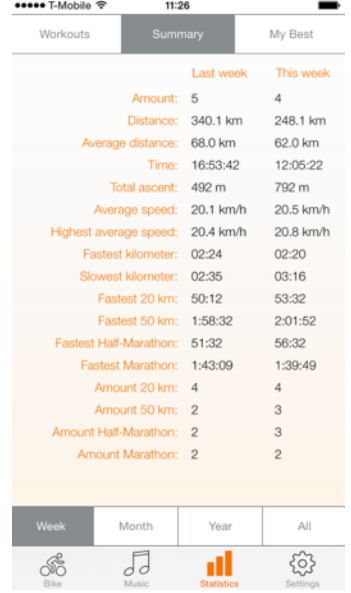 T-Mobile 11:26
Workouts Summary My Best
Last week This week
Amount: 5 4
Distance: 340.1 km 248.1 km
Average distance: 68.0 km 62.0 km
Time: 16:53:42 12:05:22
Total ascent: 492 m 792 m
Average speed: 20.1 km/h 20.5 km/h
Highest average speed: 20.4 km/h 20.8 km/h
Fastest kilometer: 02:24 02:20
Slowest kilometer: 02:35 03:16
Fastest 20 km: 50:12 53:32
Fastest 50 km: 1:58:32 2:01:52
Fastest Half-Marathon: 51:32 56:32
Fastest Marathon: 1:43:09 1:39:49
Amount 20 km: 4 4
Amount 50 km: 2 3
Amount Half-Marathon: 2 3
Amount Marathon: 2 2
Week Month Year All
Bike Music Statistics Settings